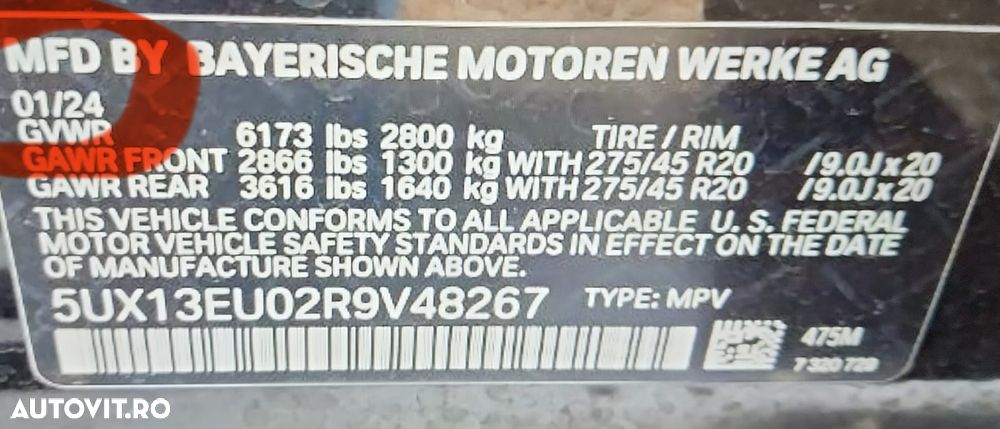 MFD BY BAYERISCHE MOTOREN WERKE AG
01/24
GVWR 6173 lbs 2800 kg TIRE / RIM
GAWR FRONT 2866 lbs 1300 kg WITH 275/45 R20 /9.0J x 20
GAWR REAR 3616 lbs 1640 kg WITH 275/45 R20 /9.0J x 20
THIS VEHICLE CONFORMS TO ALL APPLICABLE U. S. FEDERAL
MOTOR VEHICLE SAFETY STANDARDS IN EFFECT ON THE DATE
OF MANUFACTURE SHOWN ABOVE.
5UX13EU02R9V48267 TYPE: MPV
475M
7 320 729
AUTOVIT.RO